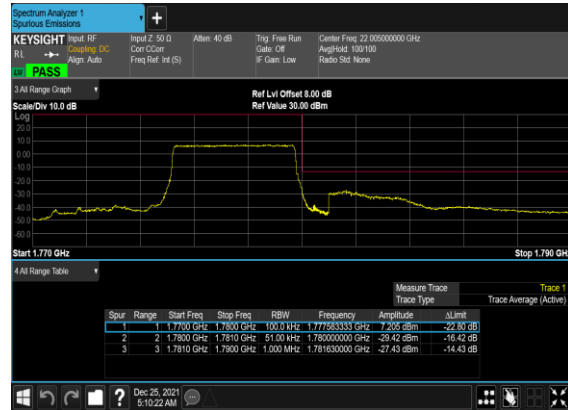 Spectrum Analyzer 1
Spurious Emissions
+
KEYSIGHT Input: RF Input Z: 50 Ω Atten: 40 dB Trig: Free Run Center Freq: 22.005000000 GHz
RL Coupling: DC Corr CCorr Gate: Off Avg|Hold: 100/100
Align: Auto Freq Ref: Int (S) IF Gain: Low Radio Std: None
PASS
3 All Range Graph Ref Lvl Offset 8.00 dB
Scale/Div 10.0 dB Ref Value 30.00 dBm
Log
20.0
10.0
0.00
-10.0
-20.0
-30.0
-40.0
-50.0
-60.0
Start 1.770 GHz Stop 1.790 GHz
4 All Range Table
Measure Trace Trace 1
Trace Type Trace Average (Active)
Spur Range Start Freq Stop Freq RBW Frequency Amplitude ΔLimit
1 1 1.7700 GHz 1.7800 GHz 100.0 kHz 1.777583333 GHz 7.205 dBm -22.80 dB
2 2 1.7800 GHz 1.7810 GHz 51.00 kHz 1.780000000 GHz -29.42 dBm -16.42 dB
3 3 1.7810 GHz 1.7900 GHz 1.000 MHz 1.781630000 GHz -27.43 dBm -14.43 dB
? Dec 25, 2021
5:10:22 AM